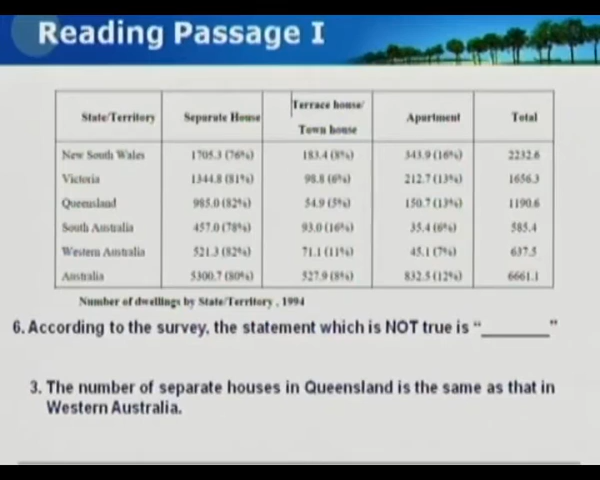 Reading Passage I
State/Territory Separate House Terrace house/ Town house Apartment Total
New South Wales 1705.3 (76%) 183.4 (8%) 343.9 (16%) 2232.6
Victoria 1344.8 (81%) 98.8 (6%) 212.7 (13%) 1656.3
Queensland 985.0 (82%) 54.9 (5%) 150.7 (13%) 1190.6
South Australia 457.0 (78%) 93.0 (16%) 35.4 (6%) 585.4
Western Australia 521.3 (82%) 71.1 (11%) 45.1 (7%) 637.5
Australia 5300.7 (80%) 527.9 (8%) 832.5 (12%) 6661.1
Number of dwellings by State/Territory , 1994
6. According to the survey, the statement which is NOT true is "________"
3. The number of separate houses in Queensland is the same as that in
Western Australia.